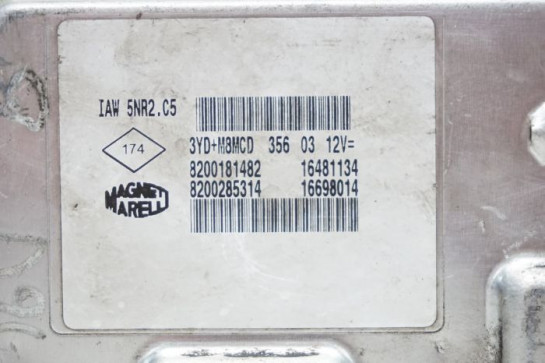 IAW 5NR2.C5
3YD+M8MCD 356 03 12V=
174
8200181482 16481134
8200285314 16698014
MAGNETI
MARELLI